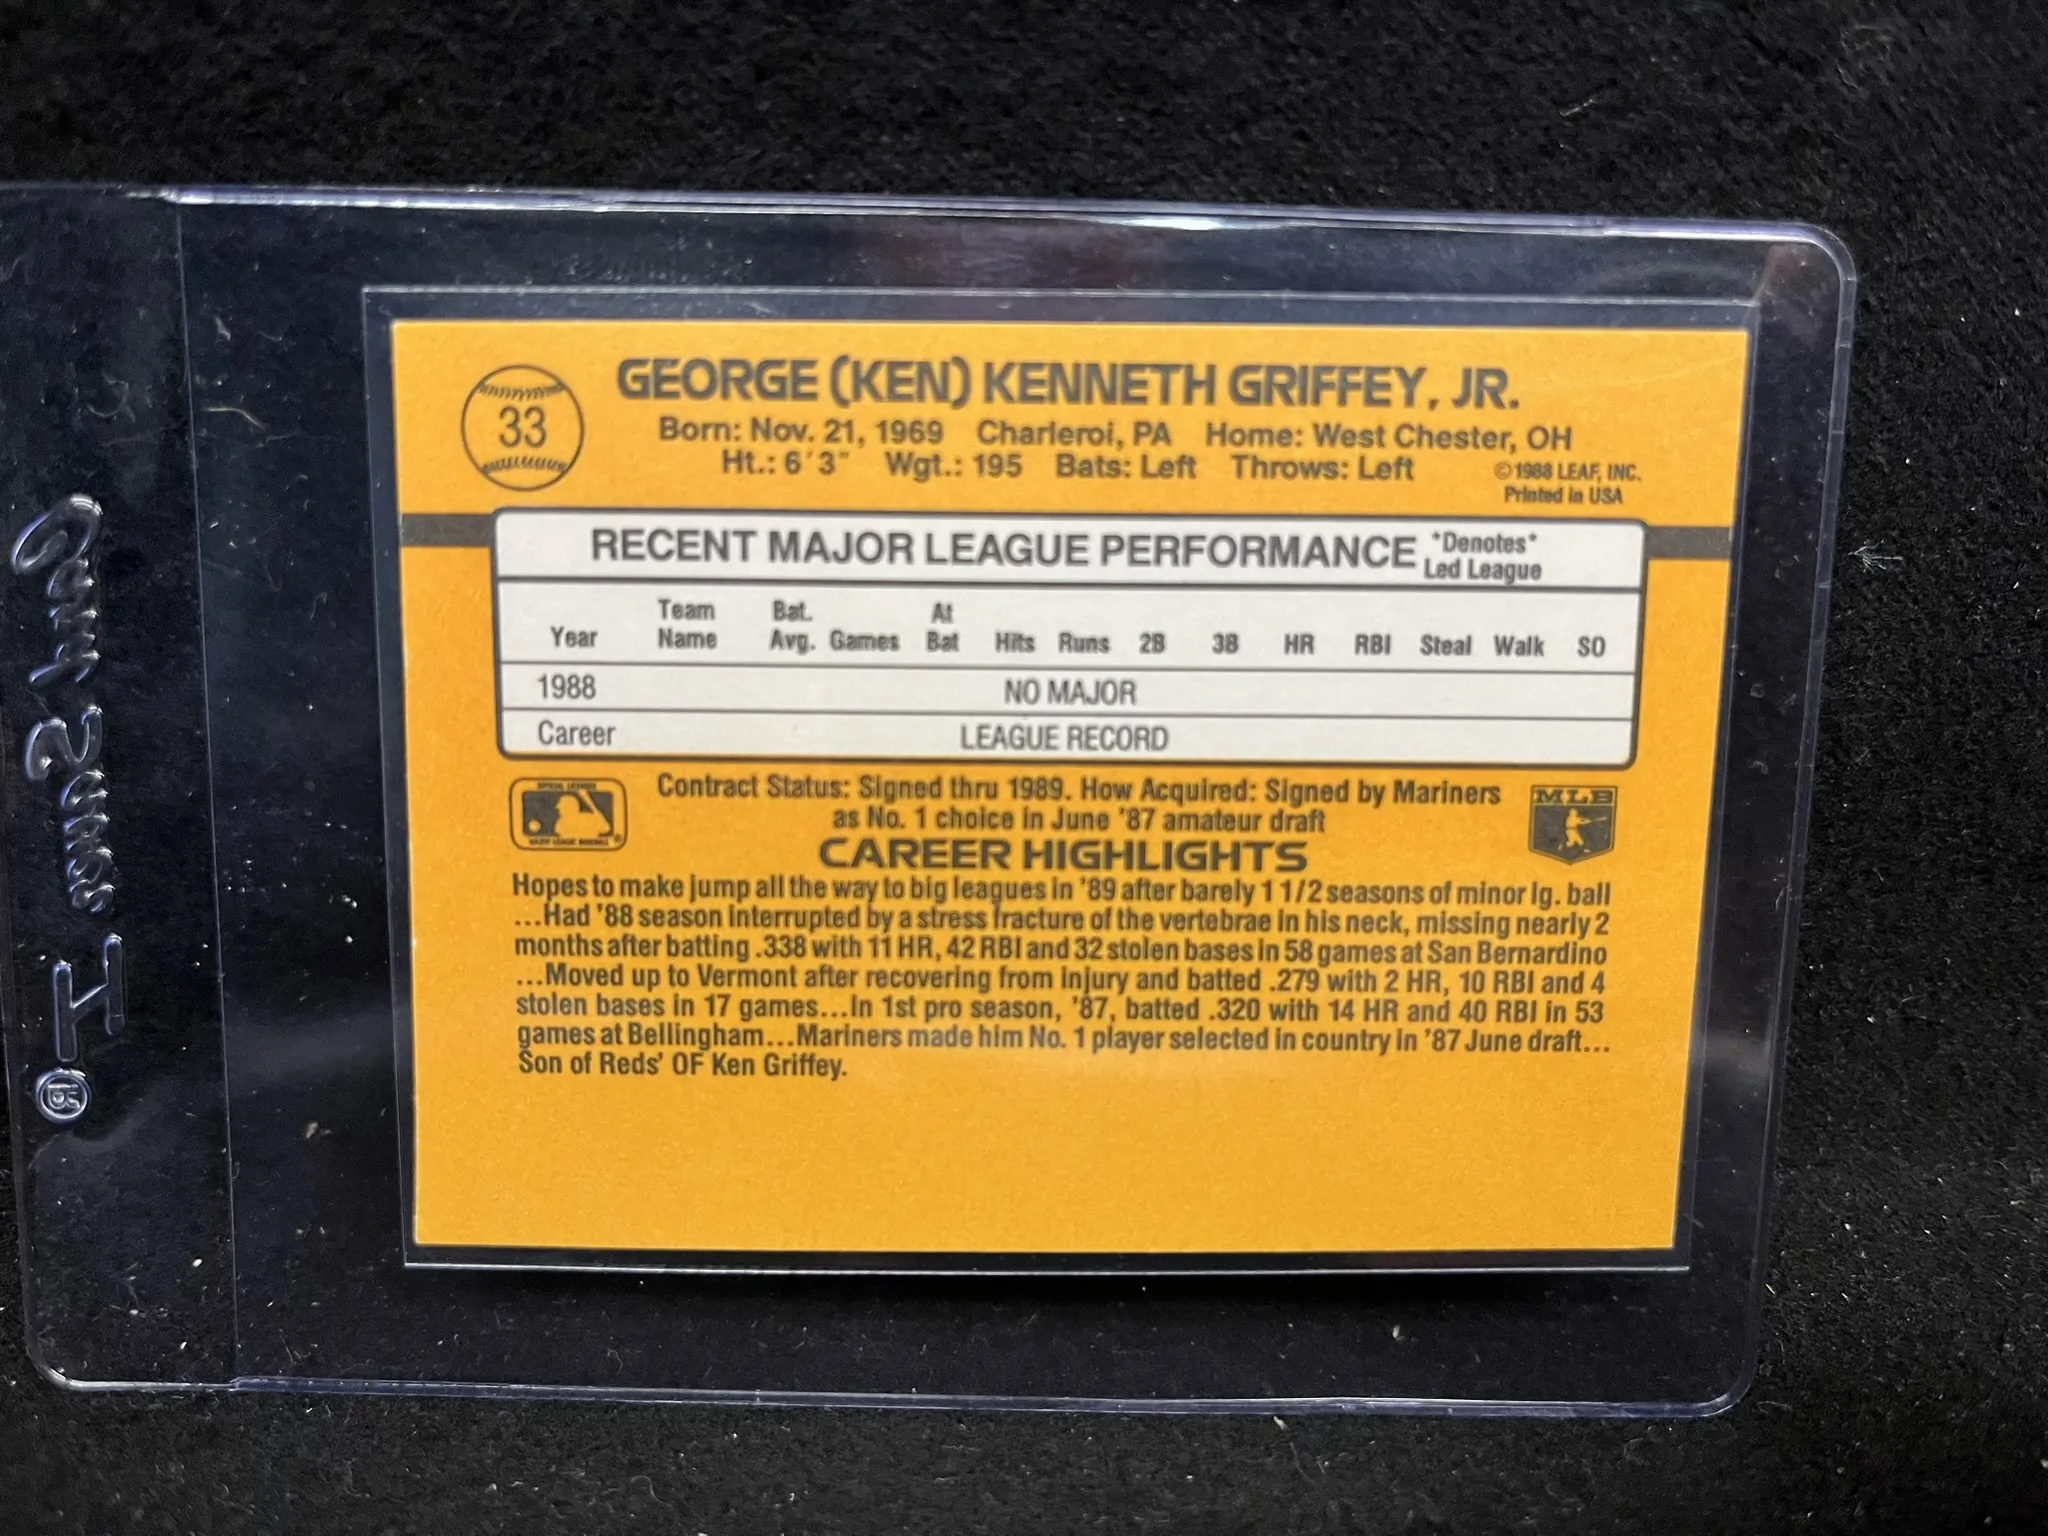 33
GEORGE (KEN) KENNETH GRIFFEY, JR.
Born: Nov. 21, 1969 Charleroi, PA Home: West Chester, OH
Ht.: 6'3" Wgt.: 195 Bats: Left Throws: Left
©1988 LEAF, INC.
Printed in USA
RECENT MAJOR LEAGUE PERFORMANCE
*Denotes*
Led League
Year Team Name Bat. Avg. Games At Bat Hits Runs 2B 3B HR RBI Steal Walk SO
1988 NO MAJOR
Career LEAGUE RECORD
Contract Status: Signed thru 1989. How Acquired: Signed by Mariners
as No. 1 choice in June '87 amateur draft
MLB
CAREER HIGHLIGHTS
Hopes to make jump all the way to big leagues in '89 after barely 1 1/2 seasons of minor lg. ball
...Had '88 season interrupted by a stress fracture of the vertebrae in his neck, missing nearly 2
months after batting .338 with 11 HR, 42 RBI and 32 stolen bases in 58 games at San Bernardino
...Moved up to Vermont after recovering from injury and batted .279 with 2 HR, 10 RBI and 4
stolen bases in 17 games...In 1st pro season, '87, batted .320 with 14 HR and 40 RBI in 53
games at Bellingham...Mariners made him No. 1 player selected in country in '87 June draft...
Son of Reds' OF Ken Griffey.